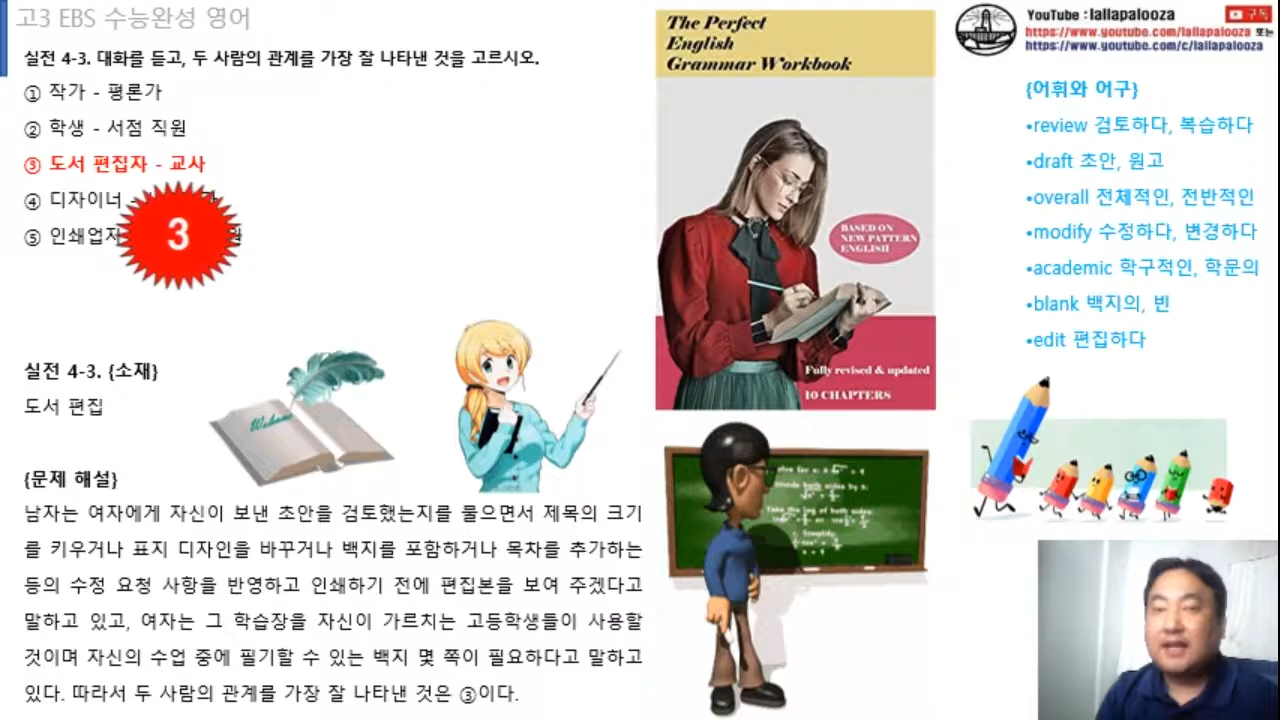 고3 EBS 수능완성 영어
실전 4-3. 대화를 듣고, 두 사람의 관계를 가장 잘 나타낸 것을 고르시오.
① 작가 - 평론가
② 학생 - 서점 직원
③ 도서 편집자 - 교사
④ 디자이너 -
⑤ 인쇄업자
3
실전 4-3. {소재}
도서 편집
{문제 해설}
남자는 여자에게 자신이 보낸 초안을 검토했는지를 물으면서 제목의 크기
를 키우거나 표지 디자인을 바꾸거나 백지를 포함하거나 목차를 추가하는
등의 수정 요청 사항을 반영하고 인쇄하기 전에 편집본을 보여 주겠다고
말하고 있고, 여자는 그 학습장을 자신이 가르치는 고등학생들이 사용할
것이며 자신의 수업 중에 필기할 수 있는 백지 몇 쪽이 필요하다고 말하고
있다. 따라서 두 사람의 관계를 가장 잘 나타낸 것은 ③이다.
Welcome
The Perfect
English
Grammar Workbook
BASED ON
NEW PATTERN
ENGLISH
Fully revised & updated
10 CHAPTERS
YouTube : lallapalooza
구독
https://www.youtube.com/lallapalooza 또는
https://www.youtube.com/c/lallapalooza
{어휘와 어구}
•review 검토하다, 복습하다
•draft 초안, 원고
•overall 전체적인, 전반적인
•modify 수정하다, 변경하다
•academic 학구적인, 학문의
•blank 백지의, 빈
•edit 편집하다